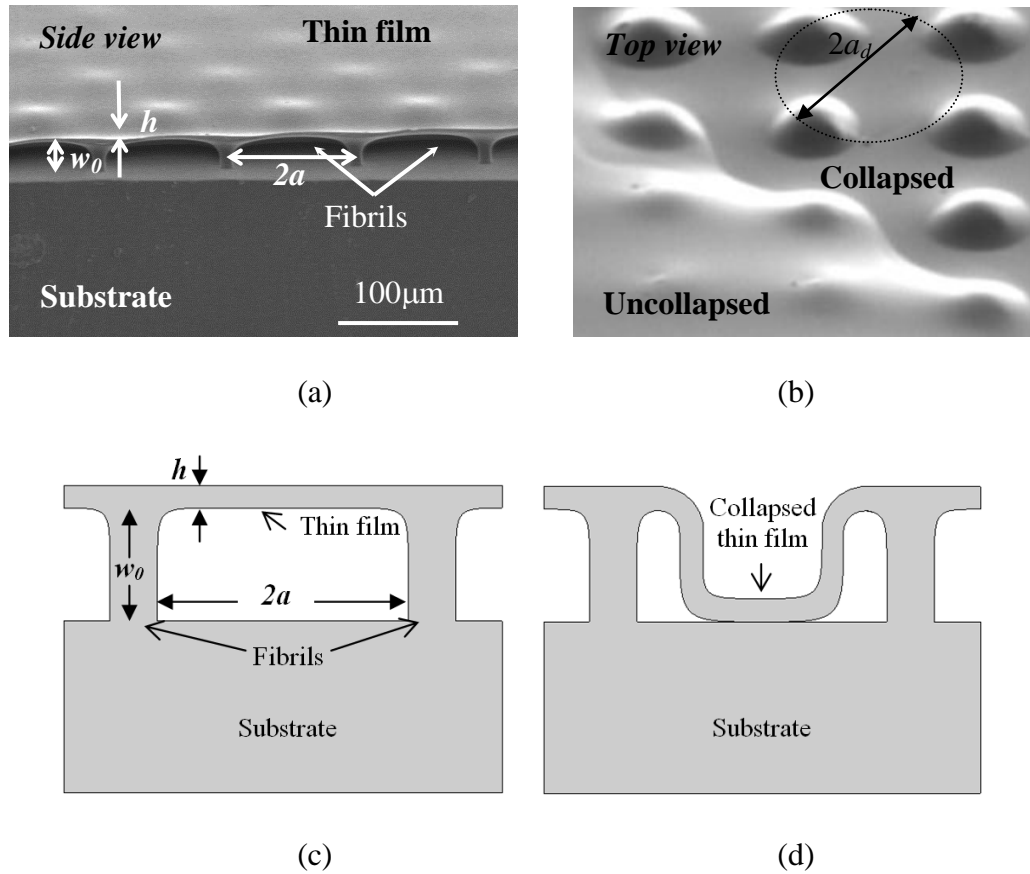 Side view
Thin film
h
w0
2a
Fibrils
Substrate
100µm
(a)
Top view
2ad
Collapsed
Uncollapsed
(b)
h
Thin film
w0
2a
Fibrils
Substrate
(c)
Collapsed
thin film
Substrate
(d)